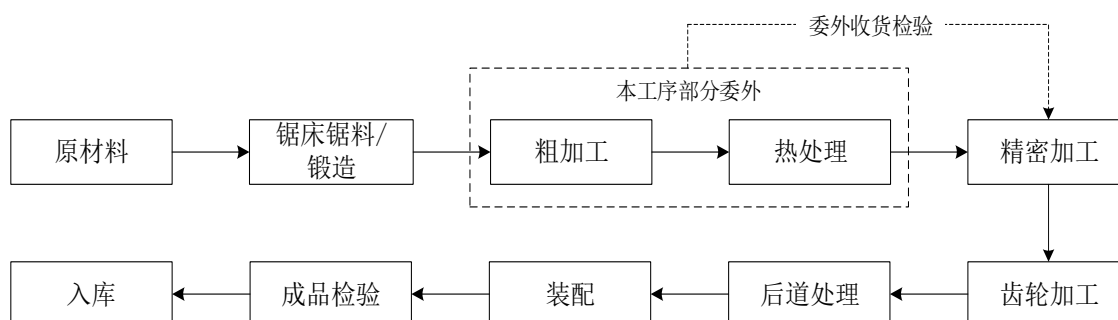 委外收货检验
本工序部分委外
原材料
锯床锯料/
锻造
粗加工
热处理
精密加工
入库
成品检验
装配
后道处理
齿轮加工